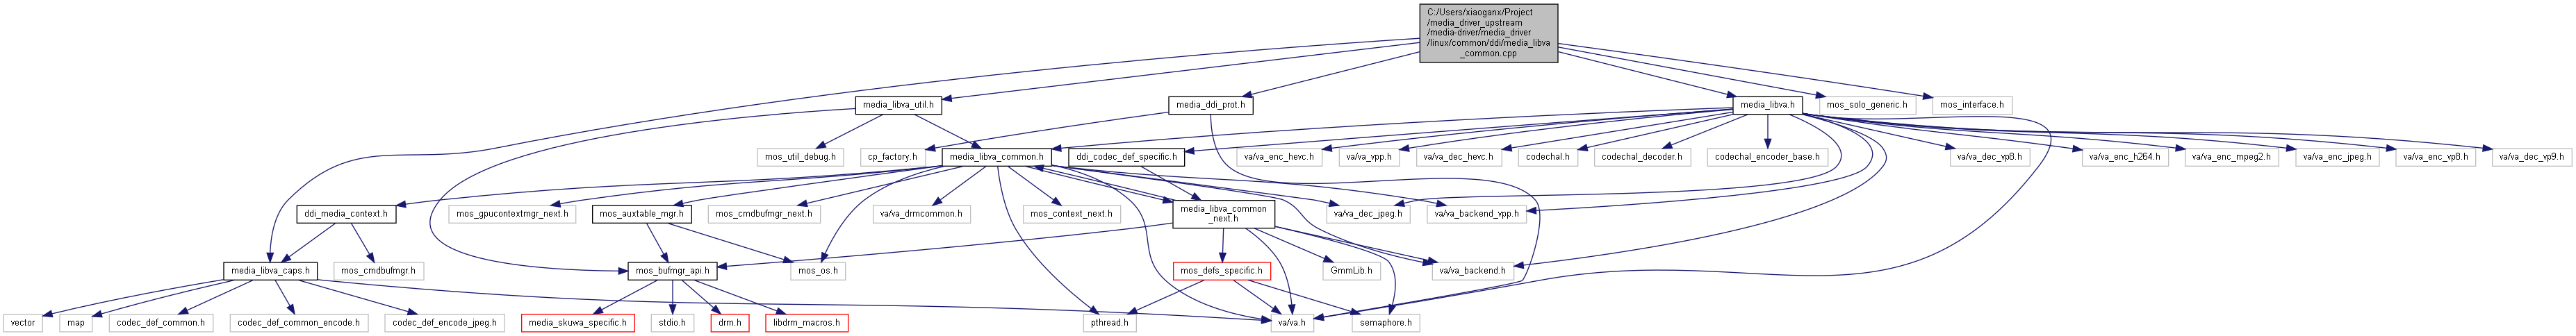 C:/Users/xiaoganx/Project
/media_driver_upstream
/media-driver/media_driver
/linux/common/ddi/media_libva
_common.cpp
media_libva_util.h
media_ddi_prot.h
media_libva.h
mos_solo_generic.h
mos_interface.h
mos_util_debug.h
cp_factory.h
media_libva_common.h
ddi_codec_def_specific.h
va/va_enc_hevc.h
va/va_vpp.h
va/va_dec_hevc.h
codechal.h
codechal_decoder.h
codechal_encoder_base.h
va/va_dec_vp8.h
va/va_enc_h264.h
va/va_enc_mpeg2.h
va/va_enc_jpeg.h
va/va_enc_vp8.h
va/va_dec_vp9.h
ddi_media_context.h
mos_gpucontextmgr_next.h
mos_auxtable_mgr.h
mos_cmdbufmgr_next.h
va/va_drmcommon.h
mos_context_next.h
media_libva_common
_next.h
va/va_dec_jpeg.h
va/va_backend_vpp.h
media_libva_caps.h
mos_cmdbufmgr.h
mos_bufmgr_api.h
mos_os.h
mos_defs_specific.h
GmmLib.h
va/va_backend.h
vector
map
codec_def_common.h
codec_def_common_encode.h
codec_def_encode_jpeg.h
media_skuwa_specific.h
stdio.h
drm.h
libdrm_macros.h
pthread.h
va/va.h
semaphore.h